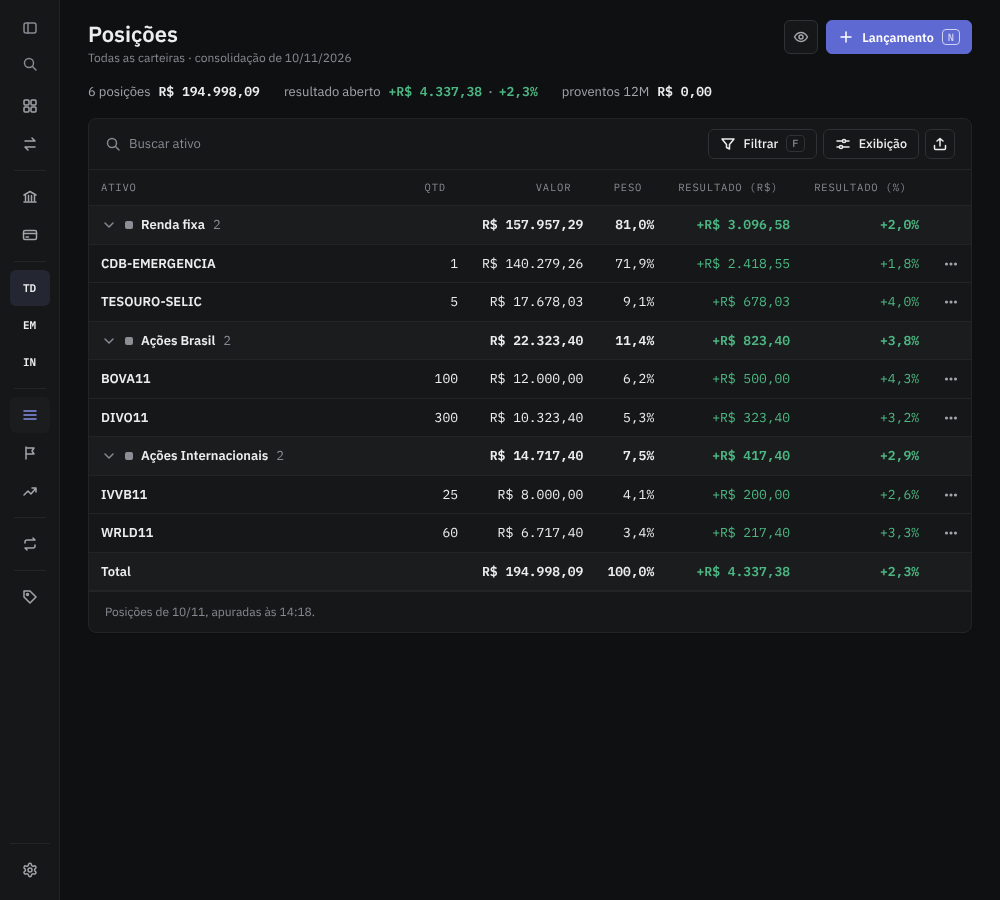 Posições
Todas as carteiras · consolidação de 10/11/2026
Lançamento N
6 posições R$ 194.998,09 resultado aberto +R$ 4.337,38 · +2,3% proventos 12M R$ 0,00
Buscar ativo Filtrar F Exibição
ATIVO QTD VALOR PESO RESULTADO (R$) RESULTADO (%)
Renda fixa 2 R$ 157.957,29 81,0% +R$ 3.096,58 +2,0%
CDB-EMERGENCIA 1 R$ 140.279,26 71,9% +R$ 2.418,55 +1,8%
TESOURO-SELIC 5 R$ 17.678,03 9,1% +R$ 678,03 +4,0%
Ações Brasil 2 R$ 22.323,40 11,4% +R$ 823,40 +3,8%
BOVA11 100 R$ 12.000,00 6,2% +R$ 500,00 +4,3%
DIVO11 300 R$ 10.323,40 5,3% +R$ 323,40 +3,2%
Ações Internacionais 2 R$ 14.717,40 7,5% +R$ 417,40 +2,9%
IVVB11 25 R$ 8.000,00 4,1% +R$ 200,00 +2,6%
WRLD11 60 R$ 6.717,40 3,4% +R$ 217,40 +3,3%
Total R$ 194.998,09 100,0% +R$ 4.337,38 +2,3%
Posições de 10/11, apuradas às 14:18.
TD
EM
IN